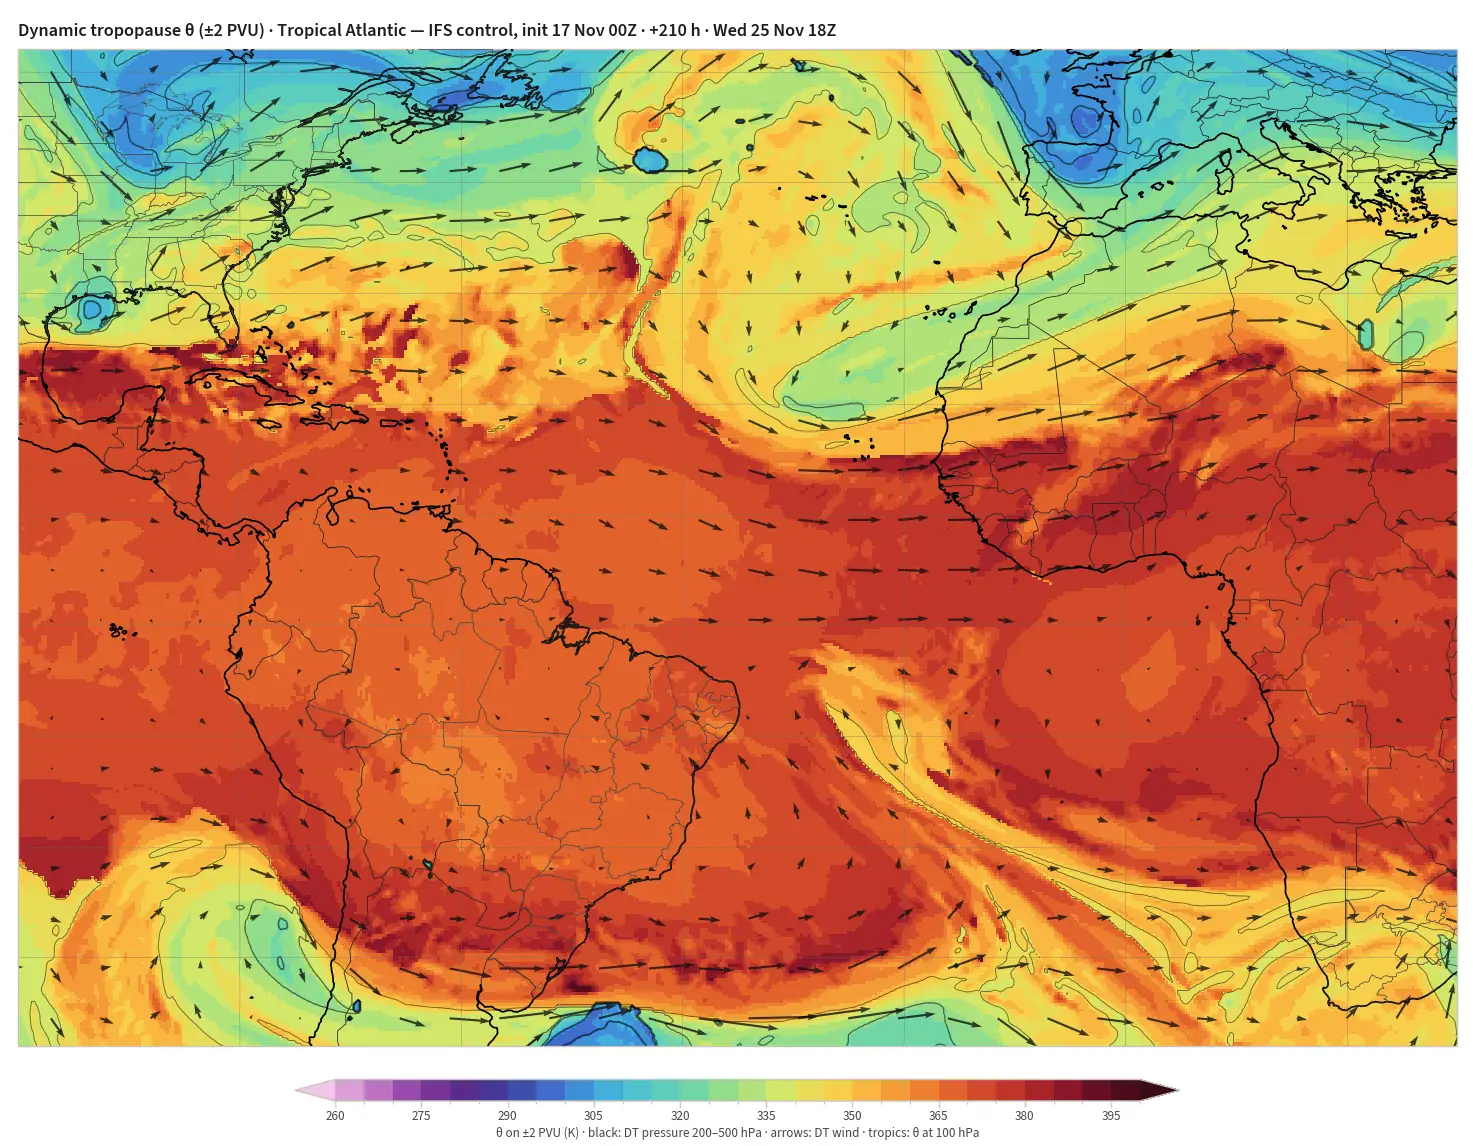 Dynamic tropopause θ (±2 PVU) · Tropical Atlantic — IFS control, init 17 Nov 00Z · +210 h · Wed 25 Nov 18Z
260 275 290 305 320 335 350 365 380 395
θ on ±2 PVU (K) · black: DT pressure 200–500 hPa · arrows: DT wind · tropics: θ at 100 hPa